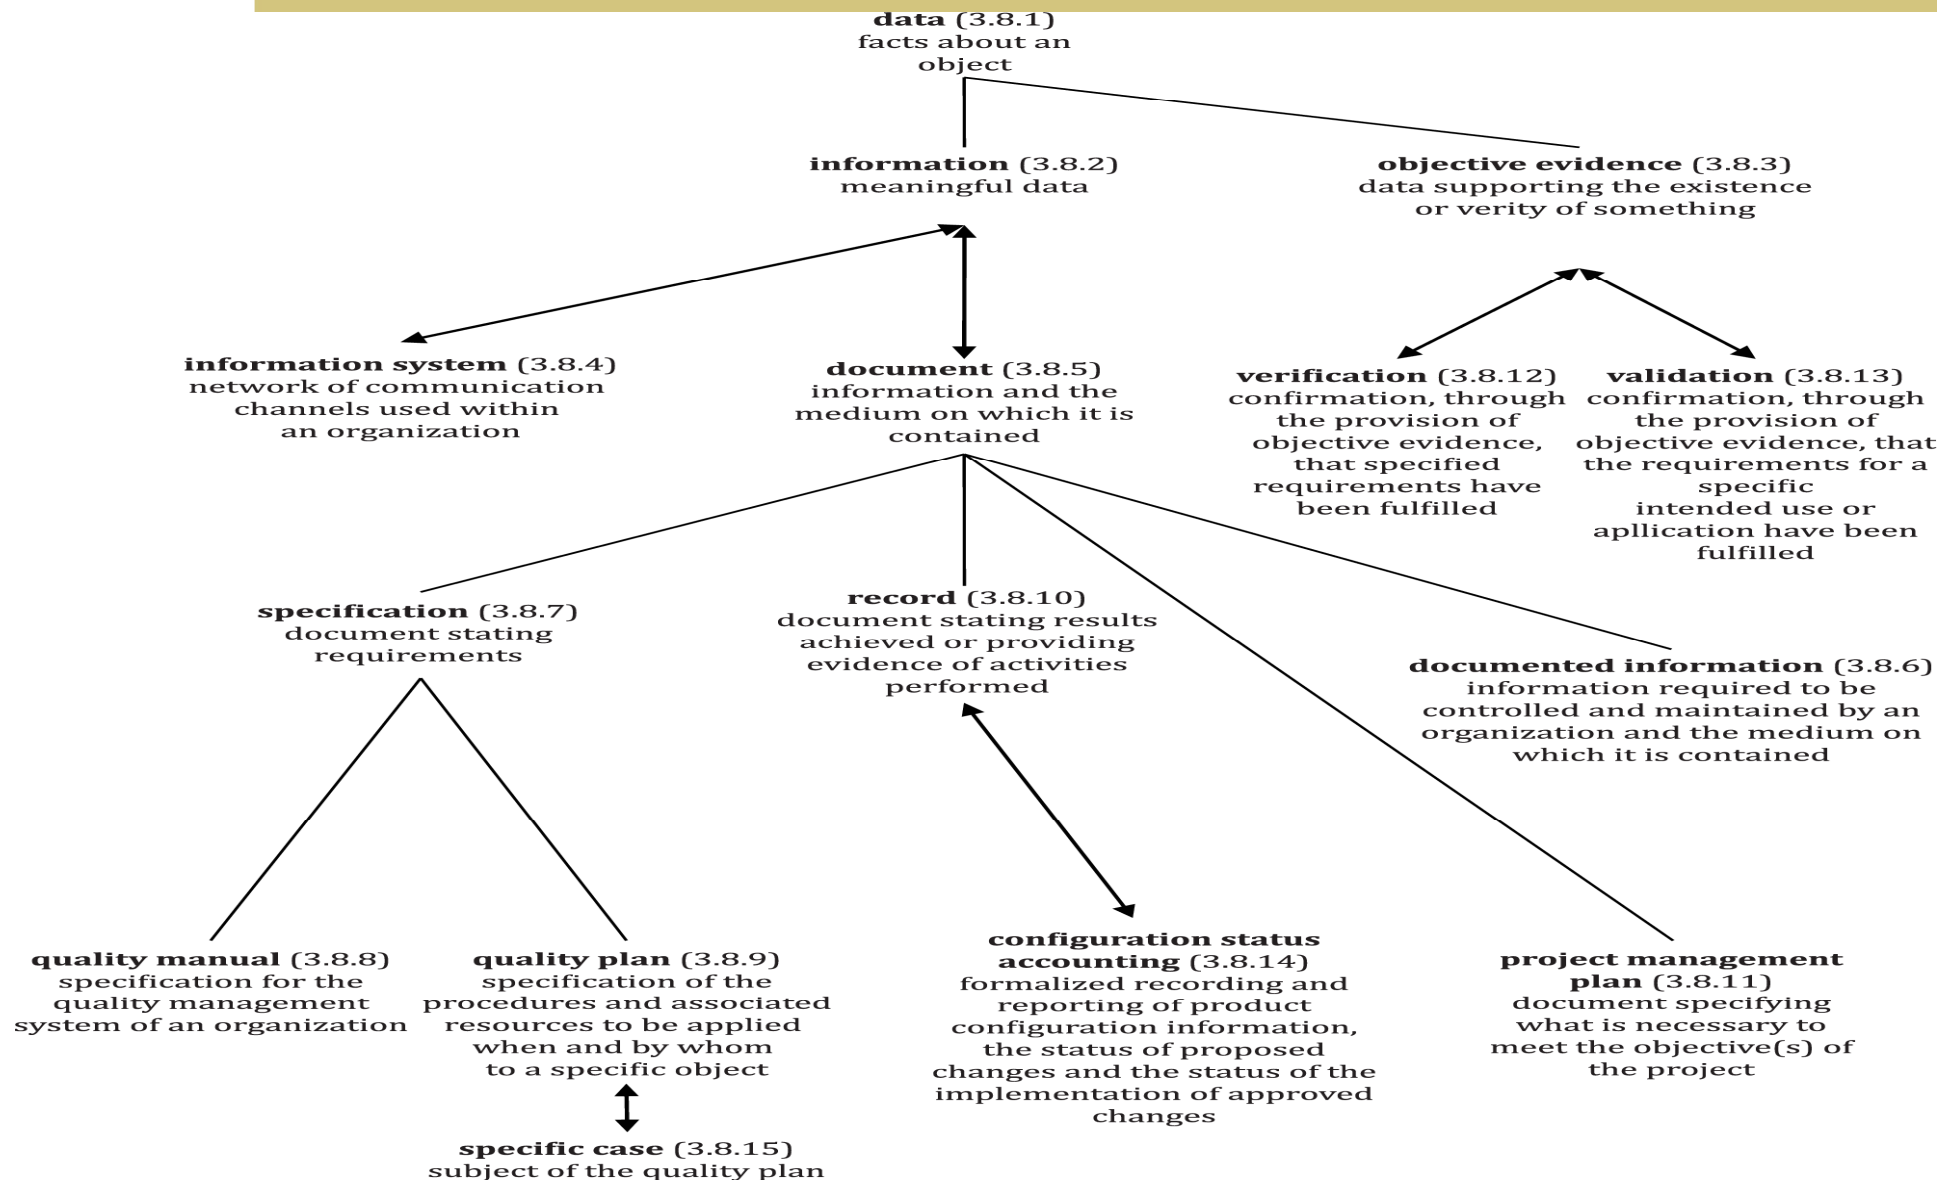 data (3.8.1)
facts about an
object
information (3.8.2)
meaningful data
objective evidence (3.8.3)
data supporting the existence
or verity of something
information system (3.8.4)
network of communication
channels used within
an organization
document (3.8.5)
information and the
medium on which it is
contained
verification (3.8.12)
confirmation, through
the provision of
objective evidence,
that specified
requirements have
been fulfilled
validation (3.8.13)
confirmation, through
the provision of
objective evidence, that
the requirements for a
specific
intended use or
apllication have been
fulfilled
specification (3.8.7)
document stating
requirements
record (3.8.10)
document stating results
achieved or providing
evidence of activities
performed
documented information (3.8.6)
information required to be
controlled and maintained by an
organization and the medium on
which it is contained
quality manual (3.8.8)
specification for the
quality management
system of an organization
quality plan (3.8.9)
specification of the
procedures and associated
resources to be applied
when and by whom
to a specific object
configuration status
accounting (3.8.14)
formalized recording and
reporting of product
configuration information,
the status of proposed
changes and the status of the
implementation of approved
changes
project management
plan (3.8.11)
document specifying
what is necessary to
meet the objective(s) of
the project
specific case (3.8.15)
subject of the quality plan